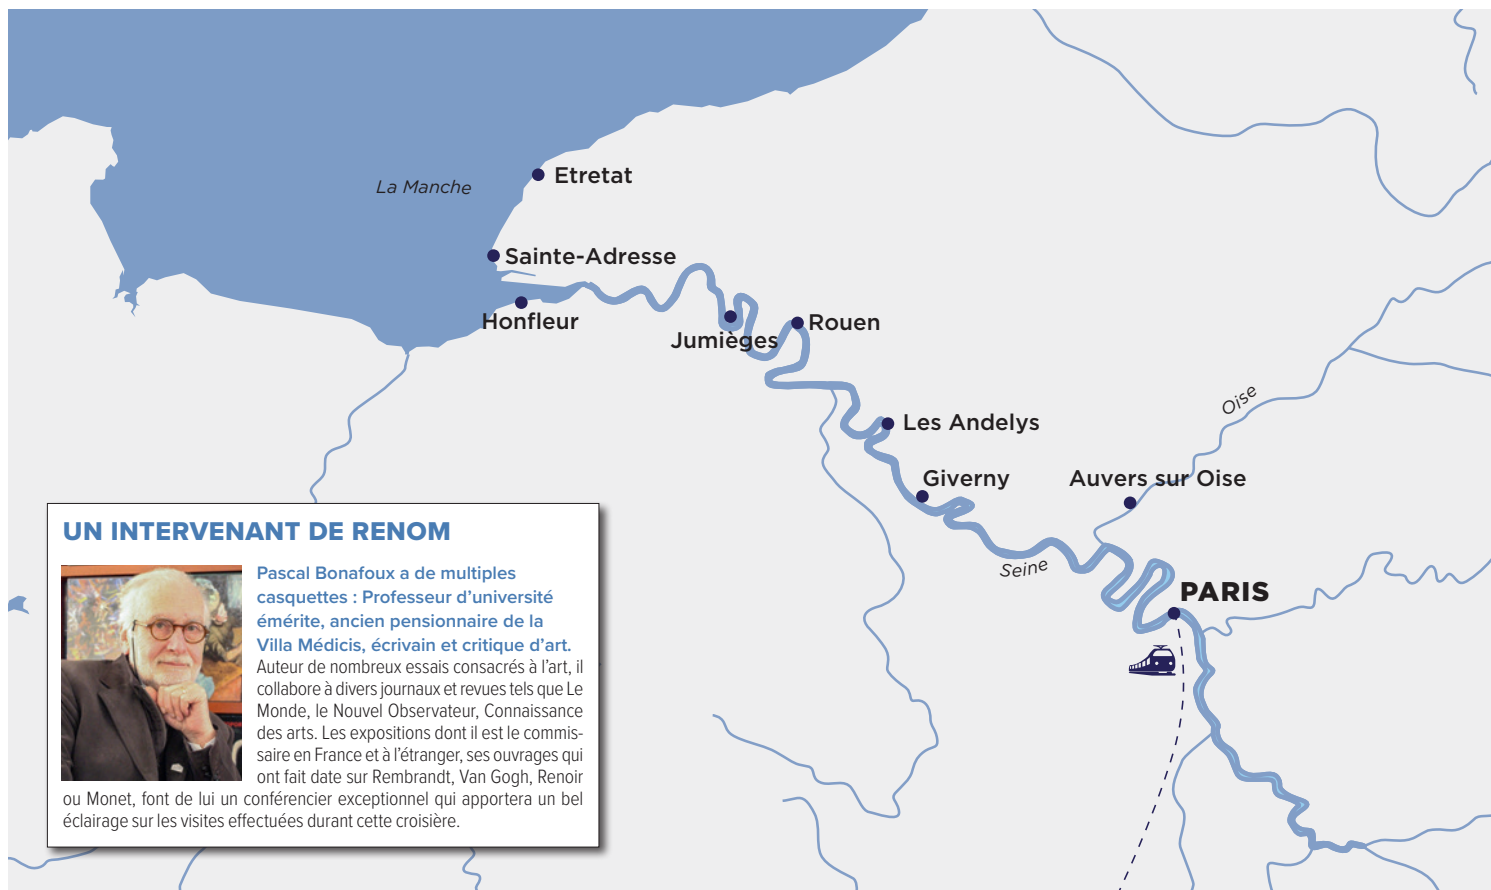 Etretat
La Manche
Sainte-Adresse
Honfleur
Jumièges
Rouen
Les Andelys
Oise
Giverny
Auvers sur Oise
Seine
PARIS
UN INTERVENANT DE RENOM
Pascal Bonafoux a de multiples
casquettes : Professeur d’université
émérite, ancien pensionnaire de la
Villa Médicis, écrivain et critique d’art.
Auteur de nombreux essais consacrés à l’art, il
collabore à divers journaux et revues tels que Le
Monde, le Nouvel Observateur, Connaissance
des arts. Les expositions dont il est le commis-
saire en France et à l’étranger, ses ouvrages qui
ont fait date sur Rembrandt, Van Gogh, Renoir
ou Monet, font de lui un conférencier exceptionnel qui apportera un bel
éclairage sur les visites effectuées durant cette croisière.